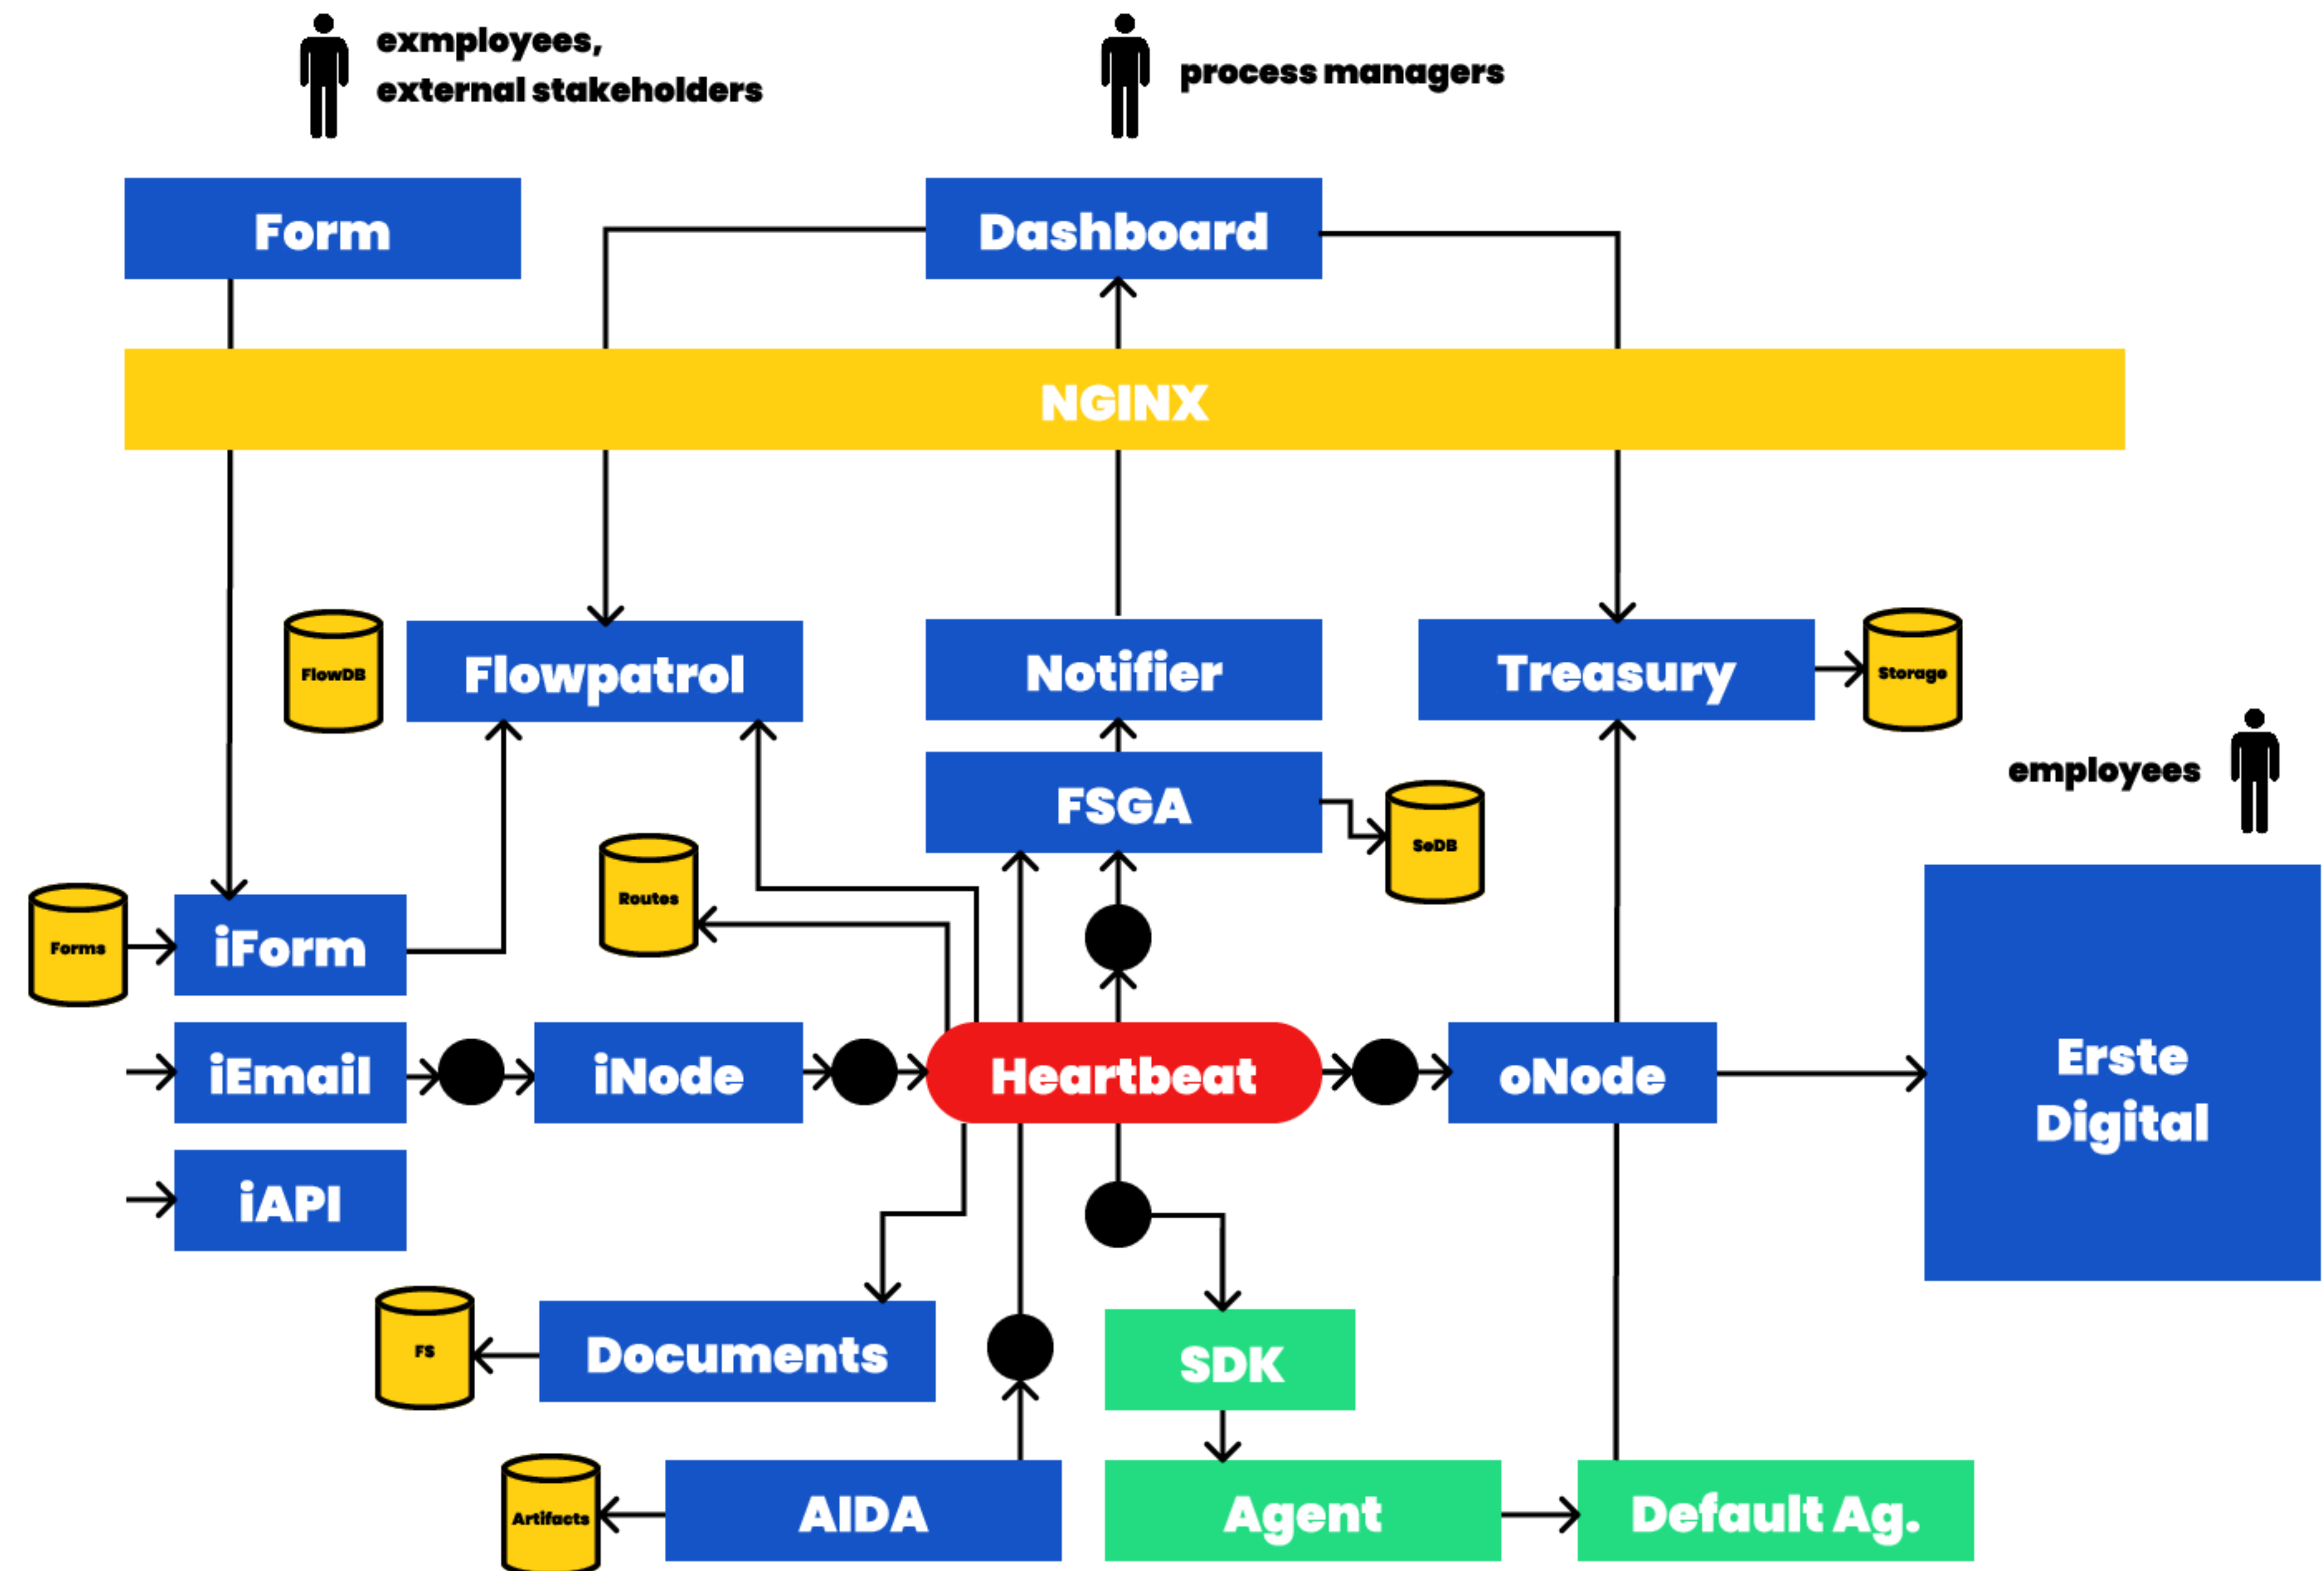 exmployees,
external stakeholders
process managers
Form
Dashboard
NGINX
FlowDB
Flowpatrol
Notifier
Treasury
Storage
employees
FSGA
SeDB
Routes
Forms
iForm
iEmail
iNode
Heartbeat
oNode
Erste
Digital
iAPI
FS
Documents
SDK
Artifacts
AIDA
Agent
Default Ag.